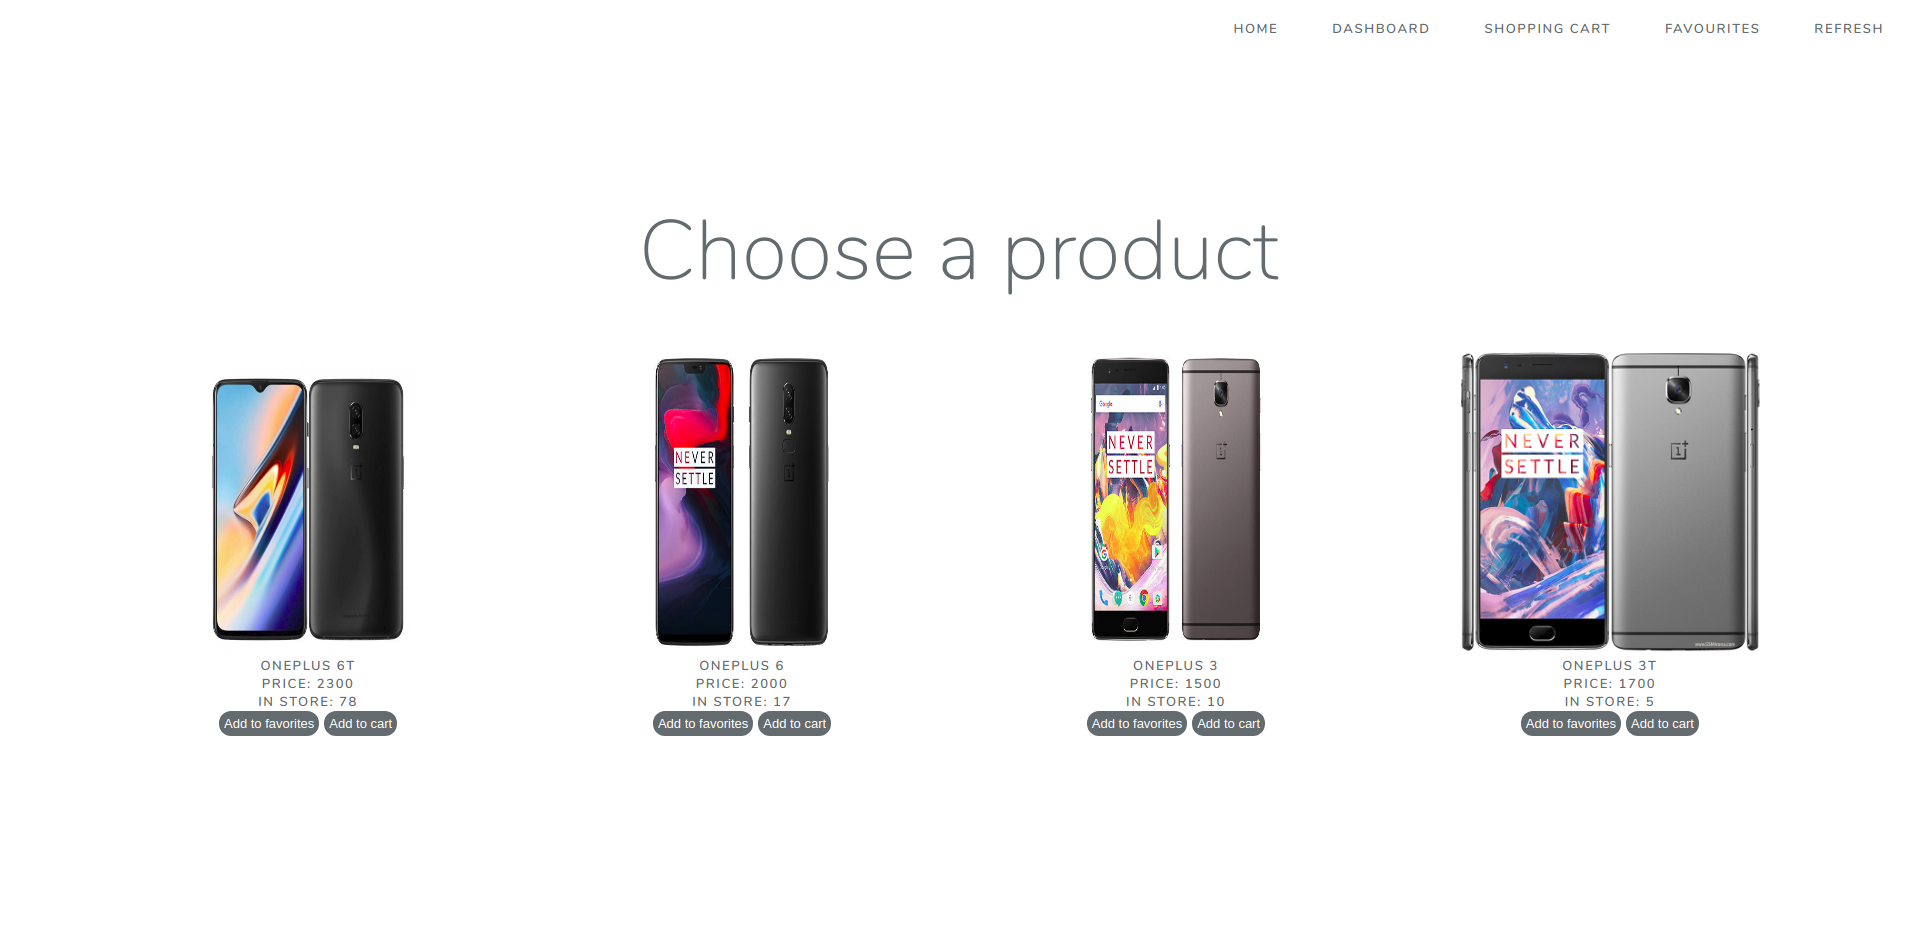 HOME DASHBOARD SHOPPING CART FAVOURITES REFRESH
Choose a product
NEVER
SETTLE
Google
NEVER
SETTLE
NEVER
SETTLE
ONEPLUS 6T
PRICE: 2300
IN STORE: 78
Add to favorites Add to cart
ONEPLUS 6
PRICE: 2000
IN STORE: 17
Add to favorites Add to cart
ONEPLUS 3
PRICE: 1500
IN STORE: 10
Add to favorites Add to cart
ONEPLUS 3T
PRICE: 1700
IN STORE: 5
Add to favorites Add to cart